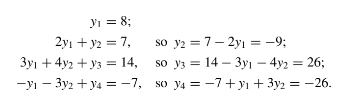 y₁ = 8;
2y₁ + y₂ = 7, so y₂ = 7 − 2y₁ = −9;
3y₁ + 4y₂ + y₃ = 14, so y₃ = 14 − 3y₁ − 4y₂ = 26;
−y₁ − 3y₂ + y₄ = −7, so y₄ = −7 + y₁ + 3y₂ = −26.